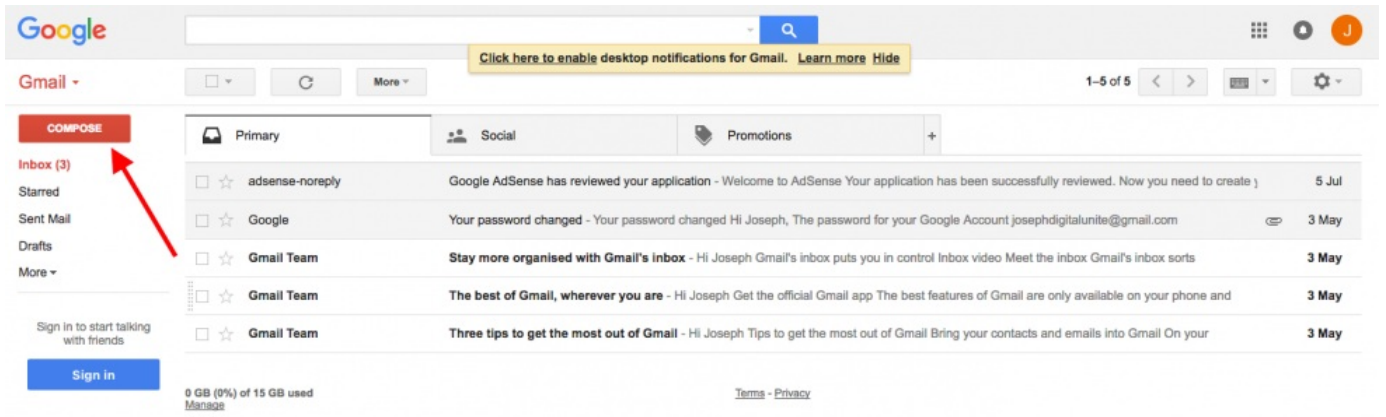 Google
Click here to enable desktop notifications for Gmail. Learn more Hide
J
Gmail
More
1–5 of 5
COMPOSE
Primary
Social
Promotions
+
Inbox (3)
Starred
Sent Mail
Drafts
More
adsense-noreply Google AdSense has reviewed your application - Welcome to AdSense Your application has been successfully reviewed. Now you need to create 5 Jul
Google Your password changed - Your password changed Hi Joseph, The password for your Google Account josephdigitalunite@gmail.com 3 May
Gmail Team Stay more organised with Gmail's inbox - Hi Joseph Gmail's inbox puts you in control Inbox video Meet the inbox Gmail's inbox sorts 3 May
Gmail Team The best of Gmail, wherever you are - Hi Joseph Get the official Gmail app The best features of Gmail are only available on your phone and 3 May
Gmail Team Three tips to get the most out of Gmail - Hi Joseph Tips to get the most out of Gmail Bring your contacts and emails into Gmail On your 3 May
Sign in to start talking
with friends
Sign in
0 GB (0%) of 15 GB used
Manage
Terms - Privacy